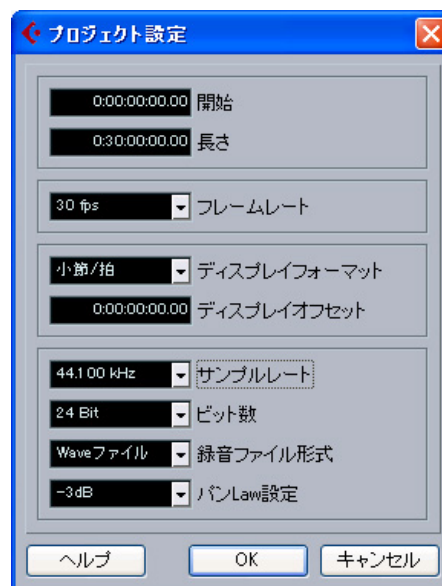 プロジェクト設定
0:00:00:00.00 開始
0:30:00:00.00 長さ
30 fps フレームレート
小節/拍 ディスプレイフォーマット
0:00:00:00.00 ディスプレイオフセット
44.100 kHz サンプルレート
24 Bit ビット数
Waveファイル 録音ファイル形式
-3dB パンLaw設定
ヘルプ OK キャンセル